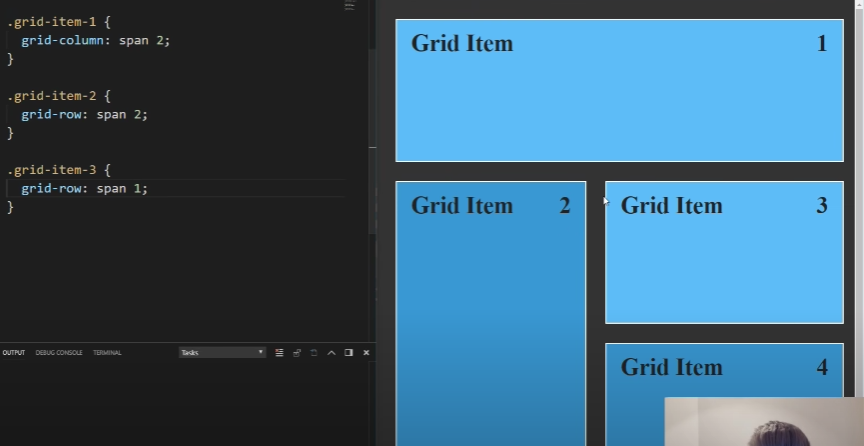 .grid-item-1 {
  grid-column: span 2;
}
.grid-item-2 {
  grid-row: span 2;
}
.grid-item-3 {
  grid-row: span 1;
}
OUTPUT DEBUG CONSOLE TERMINAL Tasks
Grid Item 1
Grid Item 2
Grid Item 3
Grid Item 4